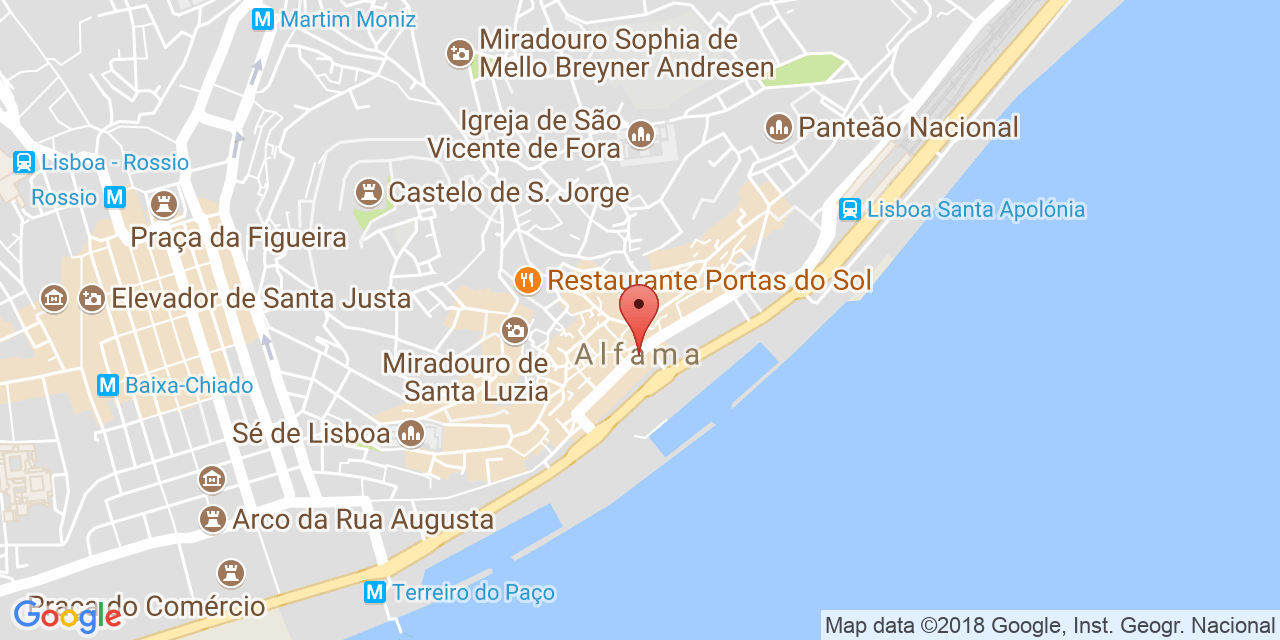 M Martim Moniz
Miradouro Sophia de
Mello Breyner Andresen
Igreja de São
Vicente de Fora
Panteão Nacional
Lisboa - Rossio
Rossio M
Castelo de S. Jorge
Lisboa Santa Apolónia
Praça da Figueira
Restaurante Portas do Sol
Elevador de Santa Justa
Alfama
Miradouro de
Santa Luzia
M Baixa-Chiado
Sé de Lisboa
Arco da Rua Augusta
M Terreiro do Paço
Praça do Comércio
Google
Map data ©2018 Google, Inst. Geogr. Nacional